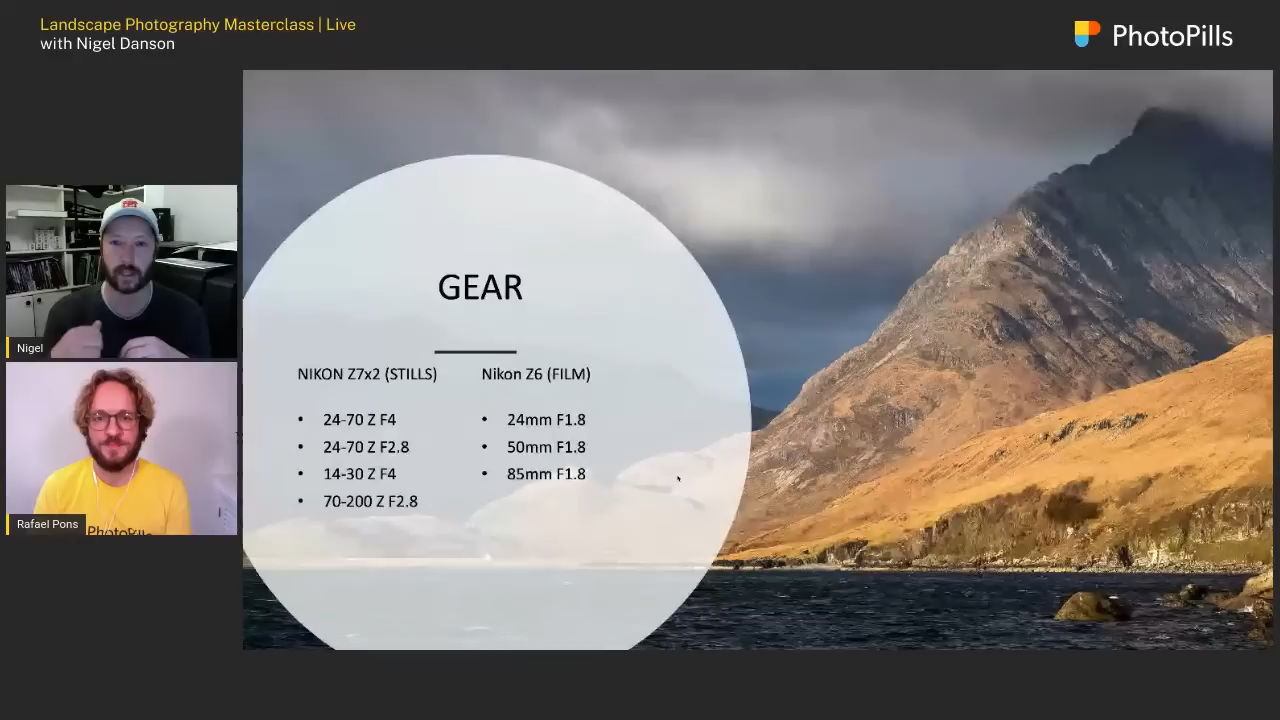 Landscape Photography Masterclass | Live
with Nigel Danson
PhotoPills
GEAR
NIKON Z7x2 (STILLS)
• 24-70 Z F4
• 24-70 Z F2.8
• 14-30 Z F4
• 70-200 Z F2.8
Nikon Z6 (FILM)
• 24mm F1.8
• 50mm F1.8
• 85mm F1.8
Nigel
Rafael Pons
PhotoPills